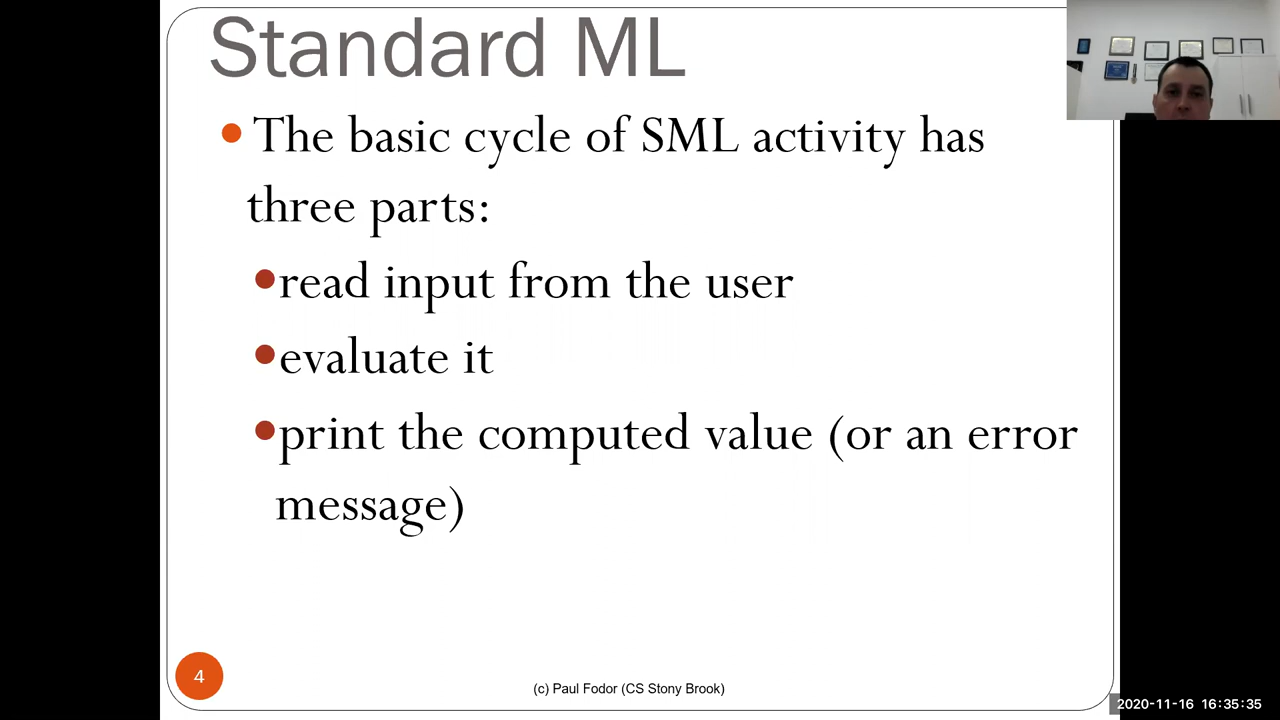 Standard ML
• The basic cycle of SML activity has
three parts:
•read input from the user
•evaluate it
•print the computed value (or an error
message)
4
(c) Paul Fodor (CS Stony Brook)
2020-11-16 16:35:35